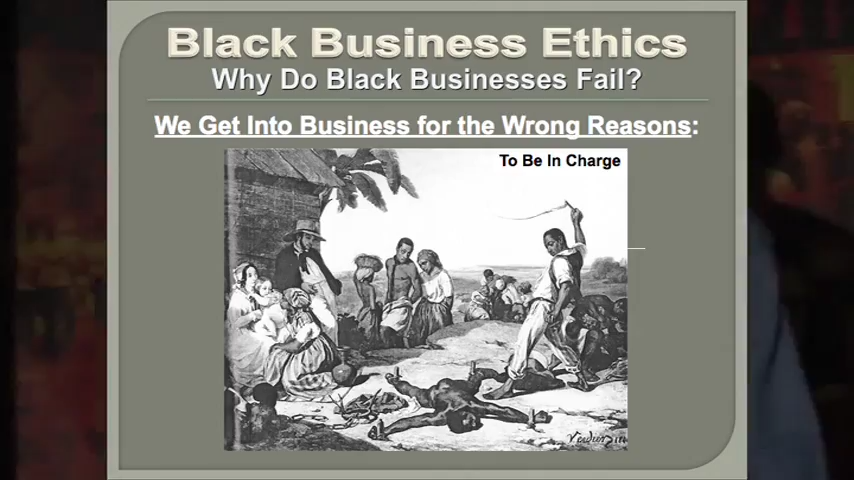 Black Business Ethics
Why Do Black Businesses Fail?
We Get Into Business for the Wrong Reasons:
To Be In Charge